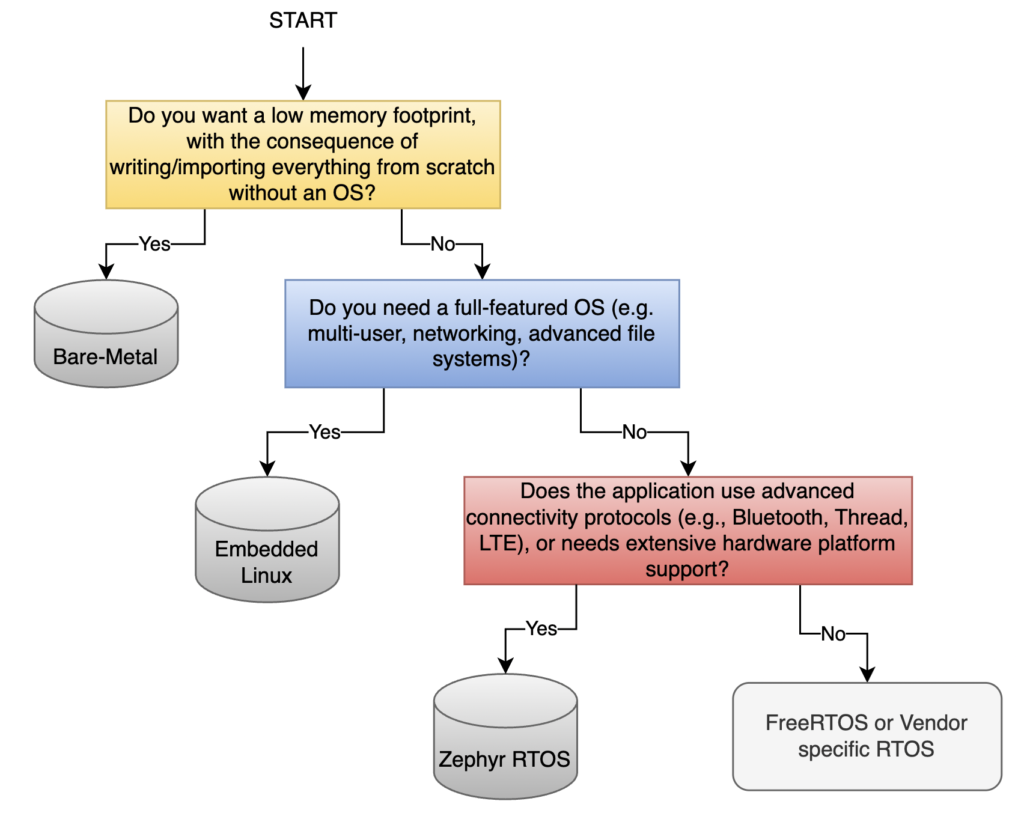 START
Do you want a low memory footprint,
with the consequence of
writing/importing everything from scratch
without an OS?
Yes
No
Bare-Metal
Do you need a full-featured OS (e.g.
multi-user, networking, advanced file
systems)?
Yes
No
Embedded
Linux
Does the application use advanced
connectivity protocols (e.g., Bluetooth, Thread,
LTE), or needs extensive hardware platform
support?
Yes
No
Zephyr RTOS
FreeRTOS or Vendor
specific RTOS